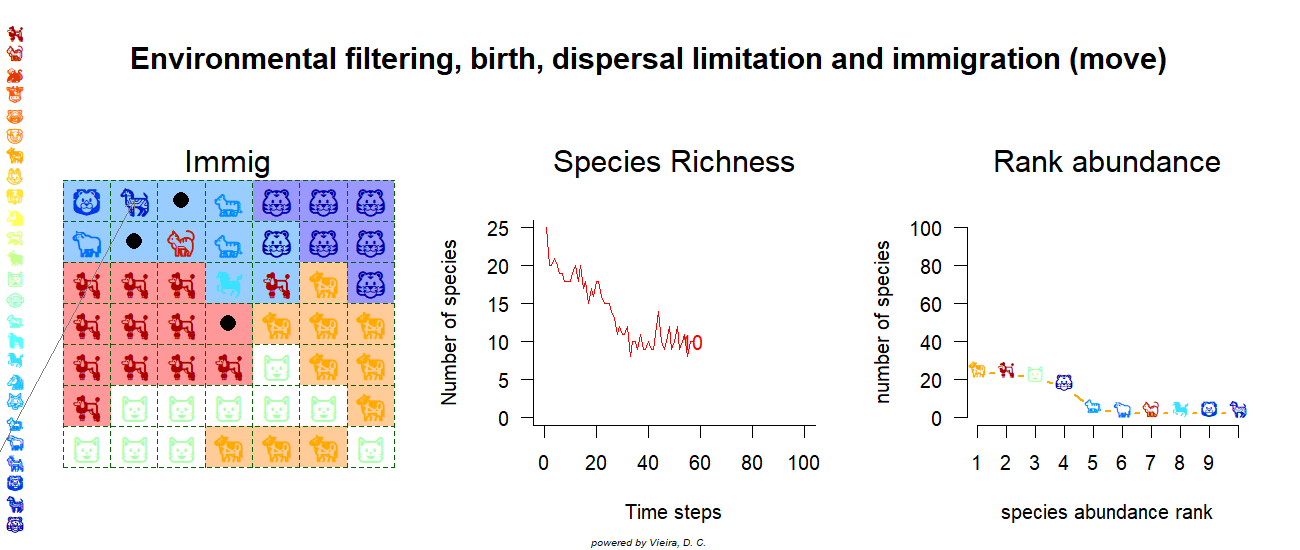 Environmental filtering, birth, dispersal limitation and immigration (move)
Immig
Species Richness
Rank abundance
Number of species
25
20
15
10
5
0
10
0 20 40 60 80 100
Time steps
number of species
100
80
60
40
20
0
1 2 3 4 5 6 7 8 9
species abundance rank
powered by Vieira, D. C.